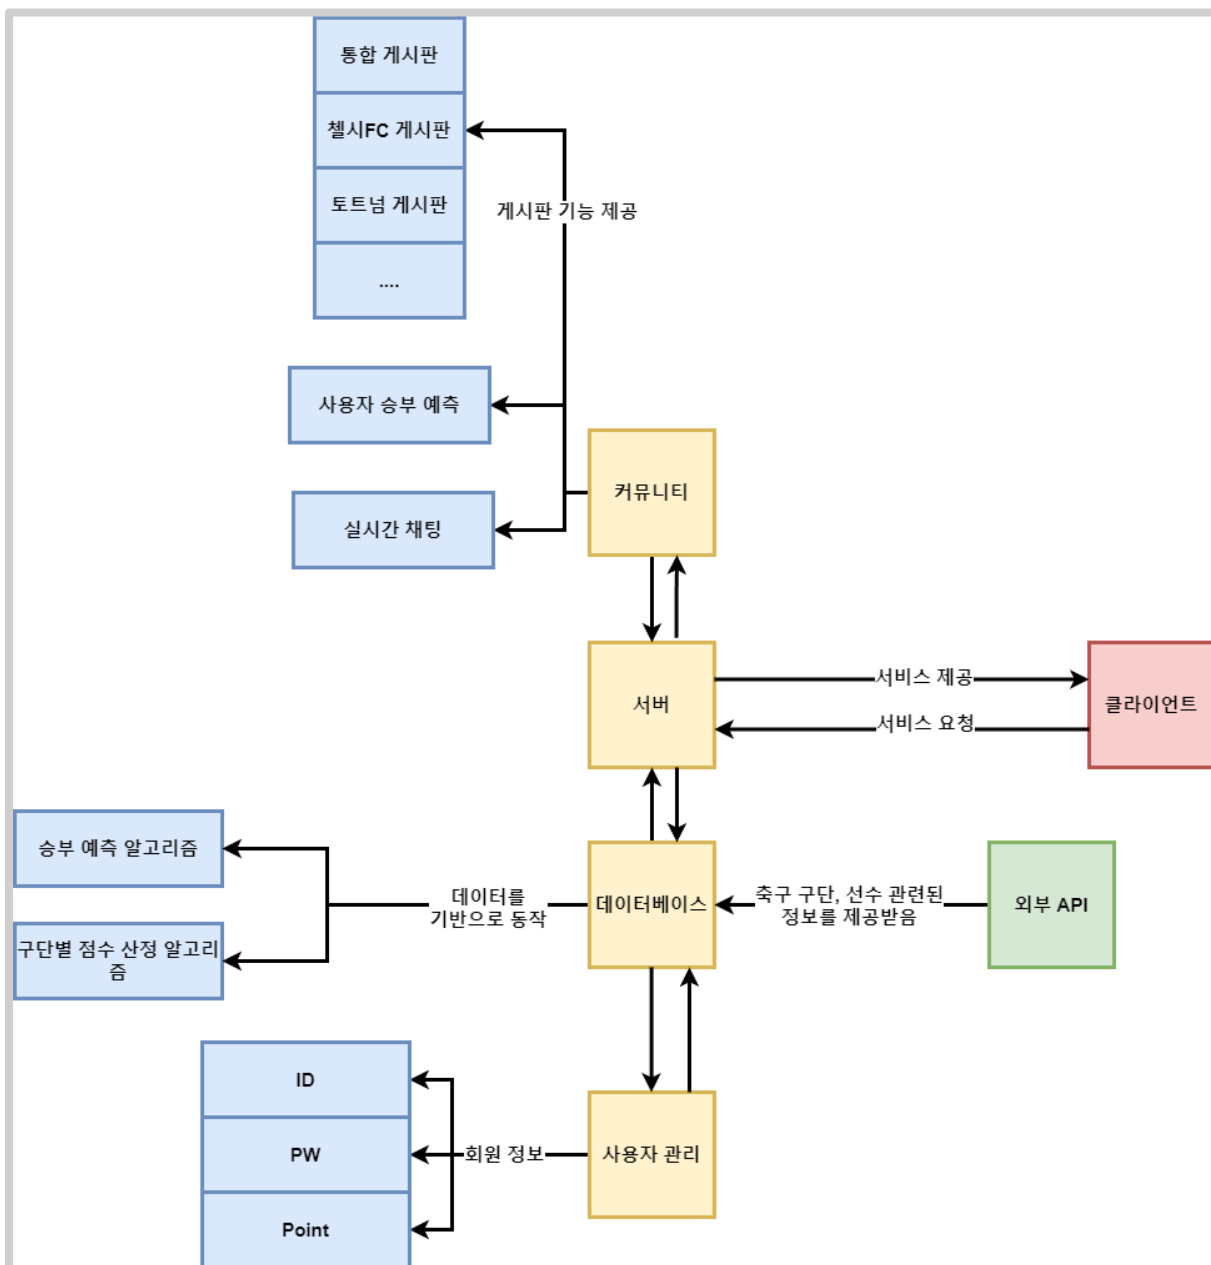 통합 게시판
첼시FC 게시판
토트넘 게시판
....
게시판 기능 제공
사용자 승부 예측
실시간 채팅
커뮤니티
서버
서비스 제공
서비스 요청
클라이언트
승부 예측 알고리즘
구단별 점수 산정 알고리
즘
데이터를
기반으로 동작
데이터베이스
축구 구단, 선수 관련된
정보를 제공받음
외부 API
ID
PW
Point
회원 정보
사용자 관리